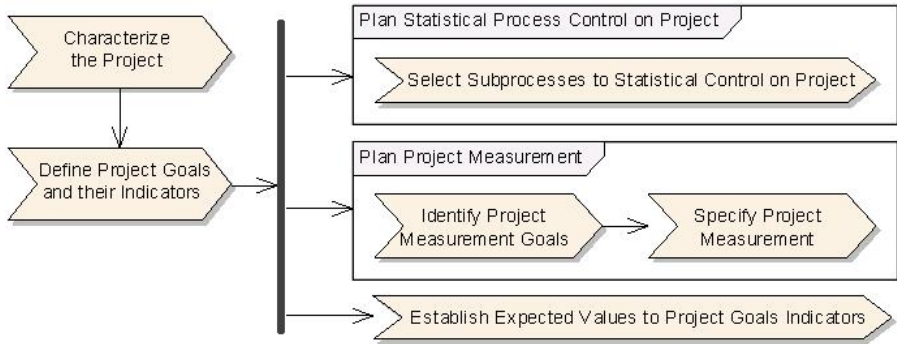 Characterize
the Project
Define Project Goals
and their Indicators
Plan Statistical Process Control on Project
Select Subprocesses to Statistical Control on Project
Plan Project Measurement
Identify Project
Measurement Goals
Specify Project
Measurement
Establish Expected Values to Project Goals Indicators